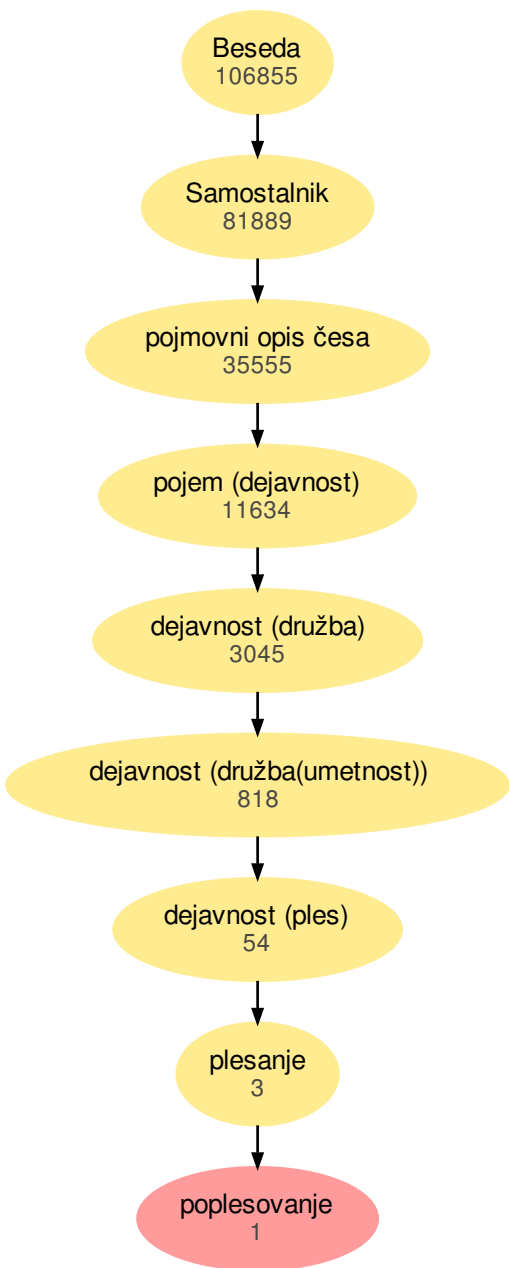 Beseda
106855
Samostalnik
81889
pojmovni opis česa
35555
pojem (dejavnost)
11634
dejavnost (družba)
3045
dejavnost (družba(umetnost))
818
dejavnost (ples)
54
plesanje
3
poplesovanje
1